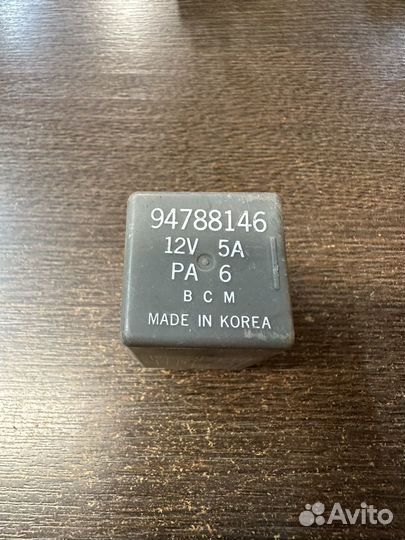 94788146
12V 5A
PA 6
B C M
MADE IN KOREA
Avito